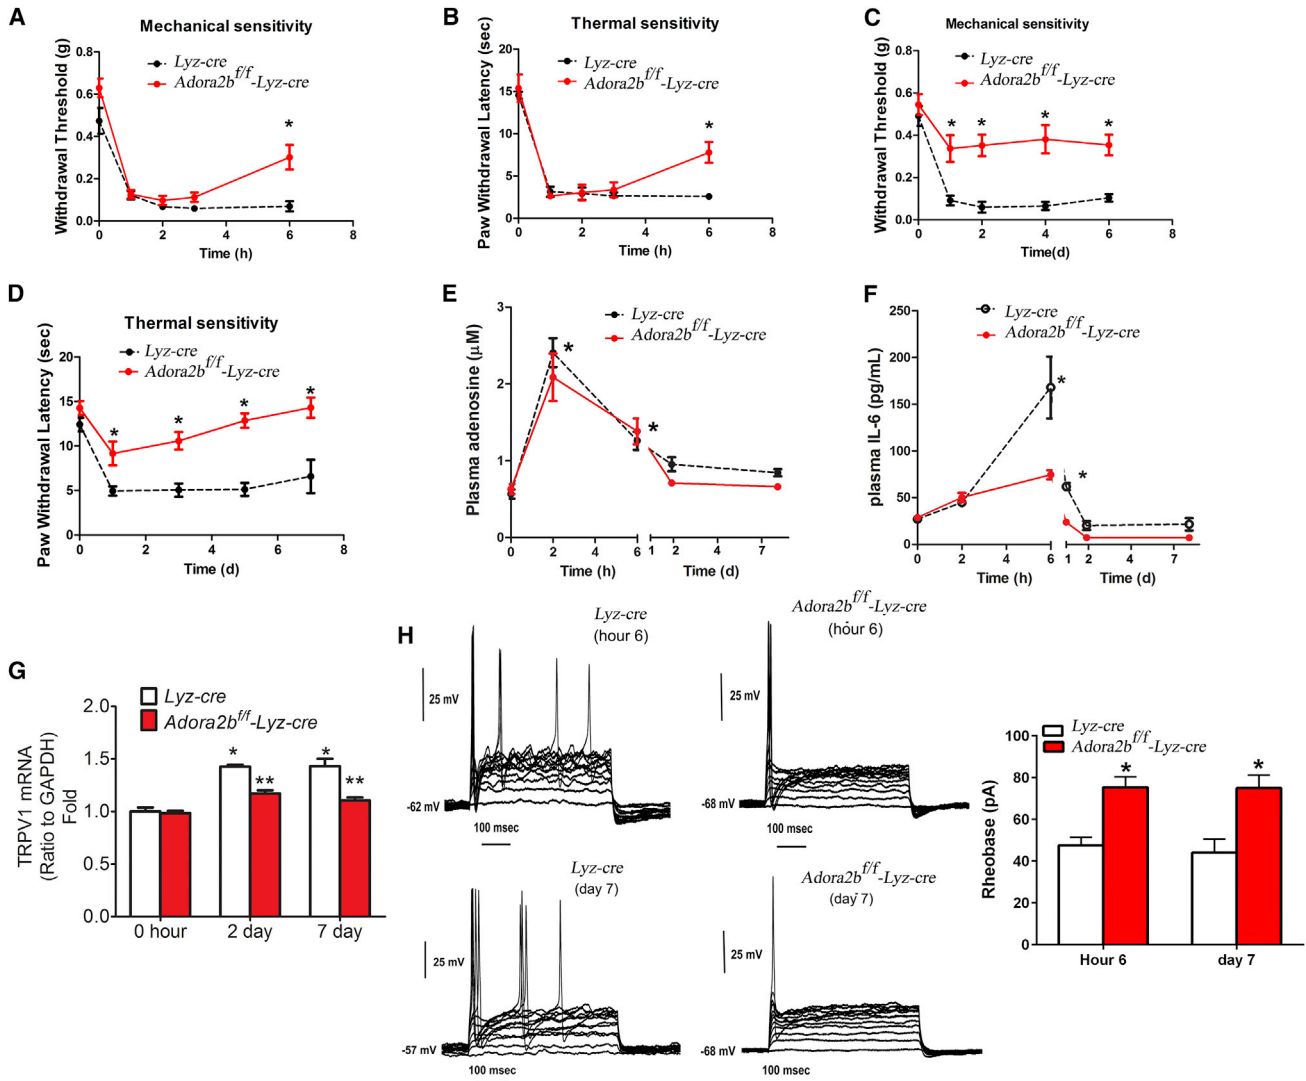 A
Mechanical sensitivity
Lyz-cre
Adora2b^f/f-Lyz-cre
Withdrawal Threshold (g)
0.8
0.6
0.4
0.2
0.0
*
0 2 4 6 8
Time (h)
B
Thermal sensitivity
Lyz-cre
Adora2b^f/f-Lyz-cre
Paw Withdrawal Latency (sec)
20
15
10
5
0
*
0 2 4 6 8
Time (h)
C
Mechanical sensitivity
Lyz-cre
Adora2b^f/f-Lyz-cre
Withdrawal Threshold (g)
0.8
0.6
0.4
0.2
0.0
* * * *
0 2 4 6 8
Time(d)
D
Thermal sensitivity
Lyz-cre
Adora2b^f/f-Lyz-cre
Paw Withdrawal Latency (sec)
20
15
10
5
0
* * * *
0 2 4 6 8
Time (d)
E
Lyz-cre
Adora2b^f/f-Lyz-cre
Plasma adenosine (μM)
3
2
1
0
* *
0 2 4 6 1 2 4 7
Time (h) Time (d)
F
Lyz-cre
Adora2b^f/f-Lyz-cre
plasma IL-6 (pg/mL)
250
200
150
100
50
0
* *
0 2 4 6 1 2 4 7
Time (h) Time (d)
G
Lyz-cre
Adora2b^f/f-Lyz-cre
TRPV1 mRNA
(Ratio to GAPDH)
Fold
2.0
1.5
1.0
0.5
0.0
* ** * **
0 hour 2 day 7 day
H
Lyz-cre
(hour 6)
25 mV
-62 mV
100 msec
Adora2b^f/f-Lyz-cre
(hour 6)
25 mV
-68 mV
100 msec
Lyz-cre
(day 7)
25 mV
-57 mV
100 msec
Adora2b^f/f-Lyz-cre
(day 7)
25 mV
-68 mV
100 msec
Lyz-cre
Adora2b^f/f-Lyz-cre
Rheobase (pA)
100
80
60
40
20
0
* *
Hour 6 day 7